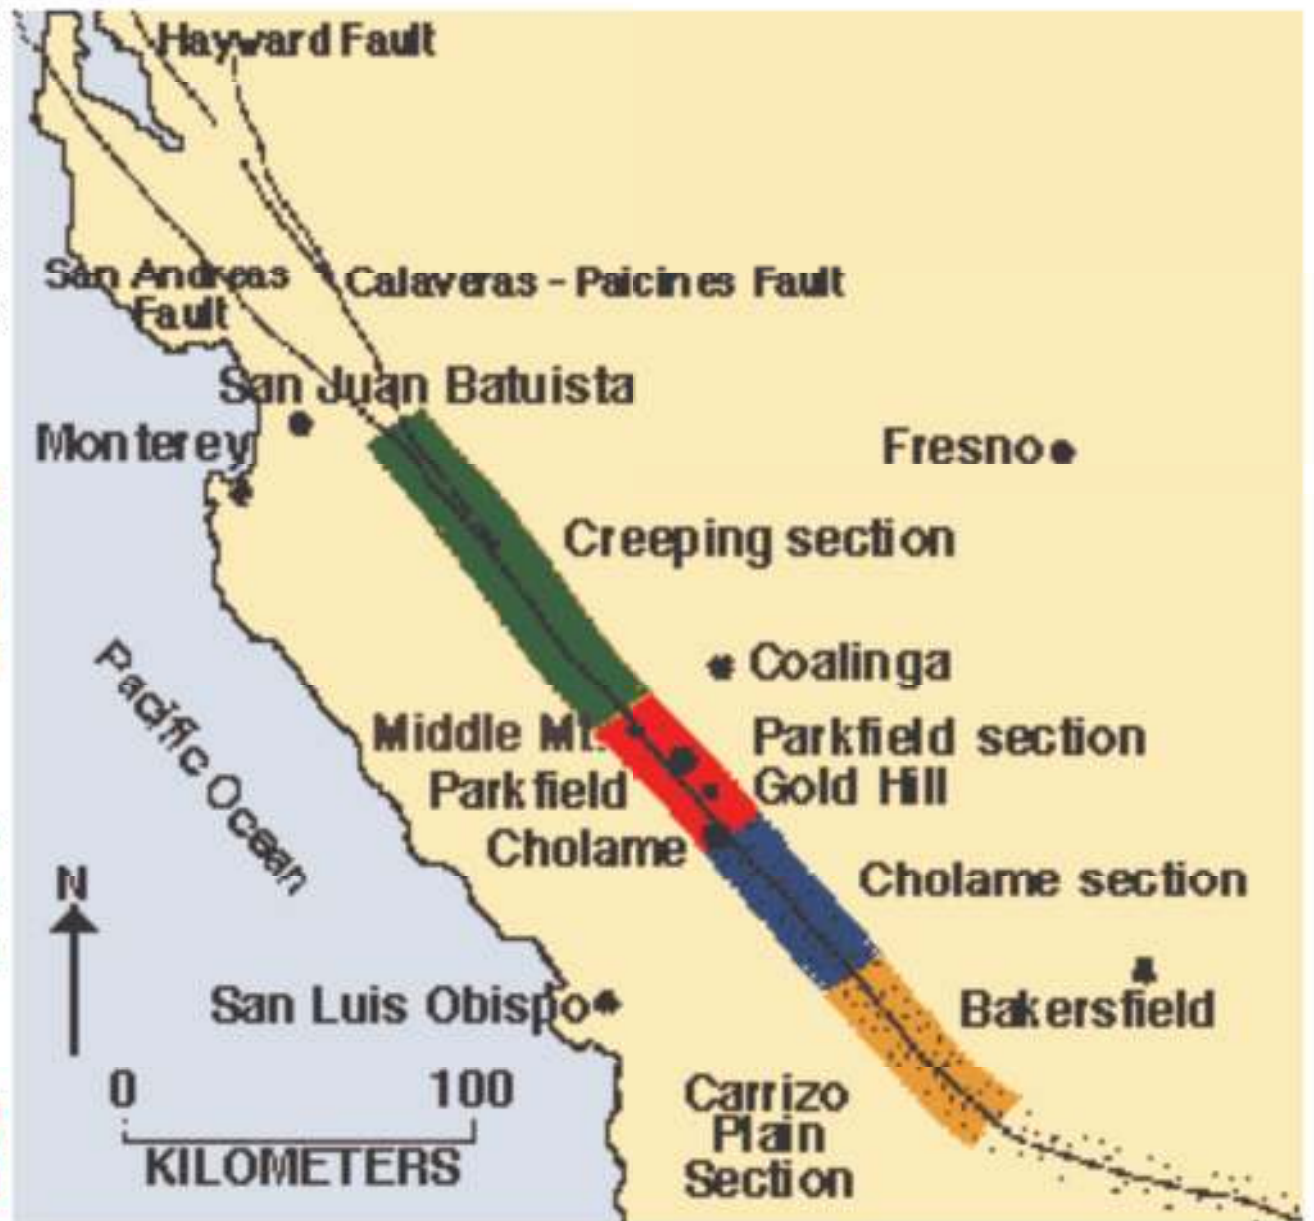 Hayward Fault
San Andreas
Fault
Calaveras - Paicines Fault
San Juan Batuista
Monterey
Fresno
Creeping section
Coalinga
Pacific Ocean
Middle Mt.
Parkfield section
Parkfield
Gold Hill
Cholame
Cholame section
N
San Luis Obispo
Bakersfield
0 100
KILOMETERS
Carrizo
Plain
Section